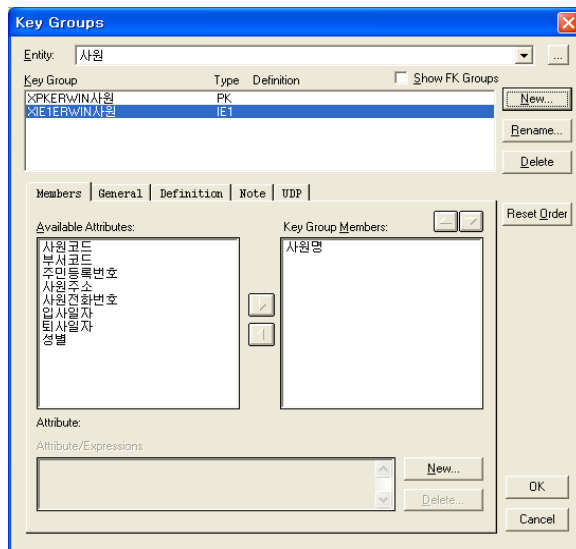 Key Groups
Entity: 사원 ...
Key Group Type Definition Show FK Groups
XPKERWIN사원 PK
XIE1ERWIN사원 IE1
New...
Rename...
Delete
Reset Order
Members General Definition Note UDP
Available Attributes: Key Group Members:
사원코드
부서코드
주민등록번호
사원주소
사원전화번호
입사일자
퇴사일자
성별
사원명
Attribute:
Attribute/Expressions
New...
Delete...
OK
Cancel